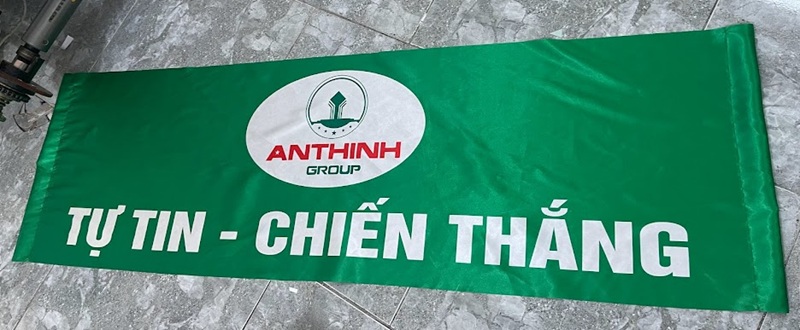 ANTHINH
GROUP
TỰ TIN - CHIẾN THẮNG